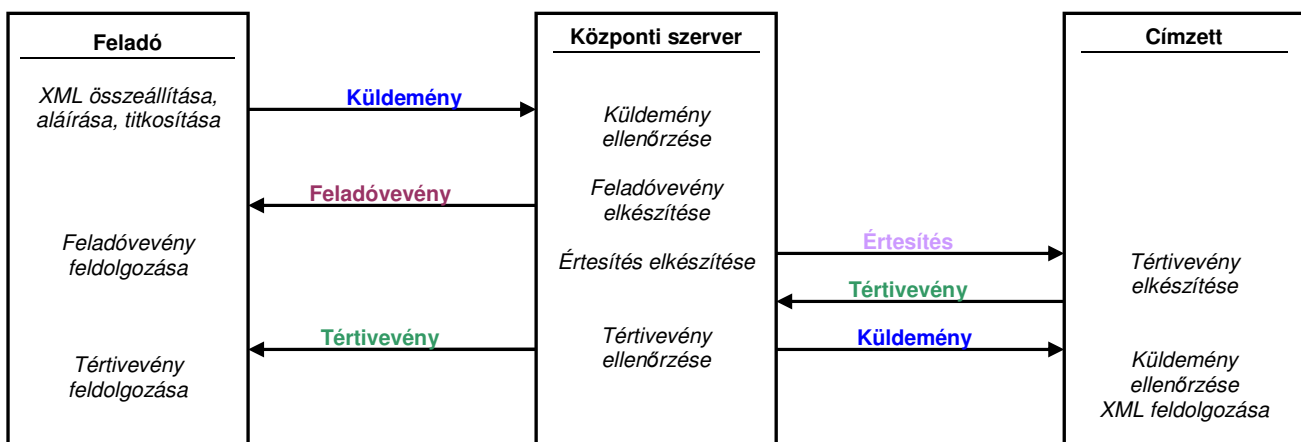 Feladó
XML összeállítása,
aláírása, titkosítása
Feladóvevény
feldolgozása
Tértivevény
feldolgozása
Küldemény
Feladóvevény
Tértivevény
Központi szerver
Küldemény
ellenőrzése
Feladóvevény
elkészítése
Értesítés elkészítése
Tértivevény
ellenőrzése
Értesítés
Tértivevény
Küldemény
Címzett
Tértivevény
elkészítése
Küldemény
ellenőrzése
XML feldolgozása